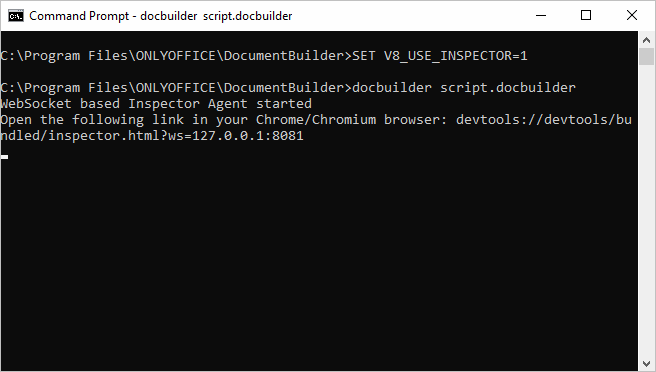 Command Prompt - docbuilder script.docbuilder
C:\Program Files\ONLYOFFICE\DocumentBuilder>SET V8_USE_INSPECTOR=1
C:\Program Files\ONLYOFFICE\DocumentBuilder>docbuilder script.docbuilder
WebSocket based Inspector Agent started
Open the following link in your Chrome/Chromium browser: devtools://devtools/bu
ndled/inspector.html?ws=127.0.0.1:8081